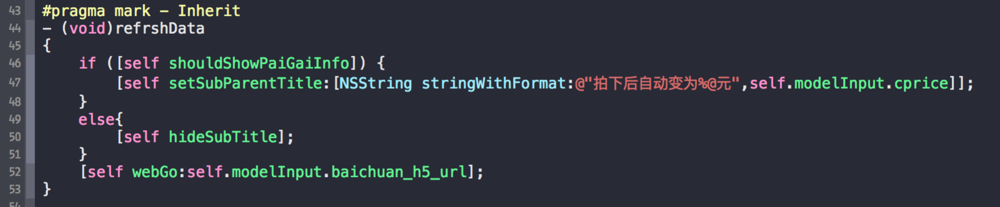 43 #pragma mark – Inherit
44 – (void)refrshData
45 {
46     if ([self shouldShowPaiGaiInfo]) {
47         [self setSubParentTitle:[NSString stringWithFormat:@"拍下后自动变为%@元",self.modelInput.cprice]];
48     }
49     else{
50         [self hideSubTitle];
51     }
52     [self webGo:self.modelInput.baichuan_h5_url];
53 }
54